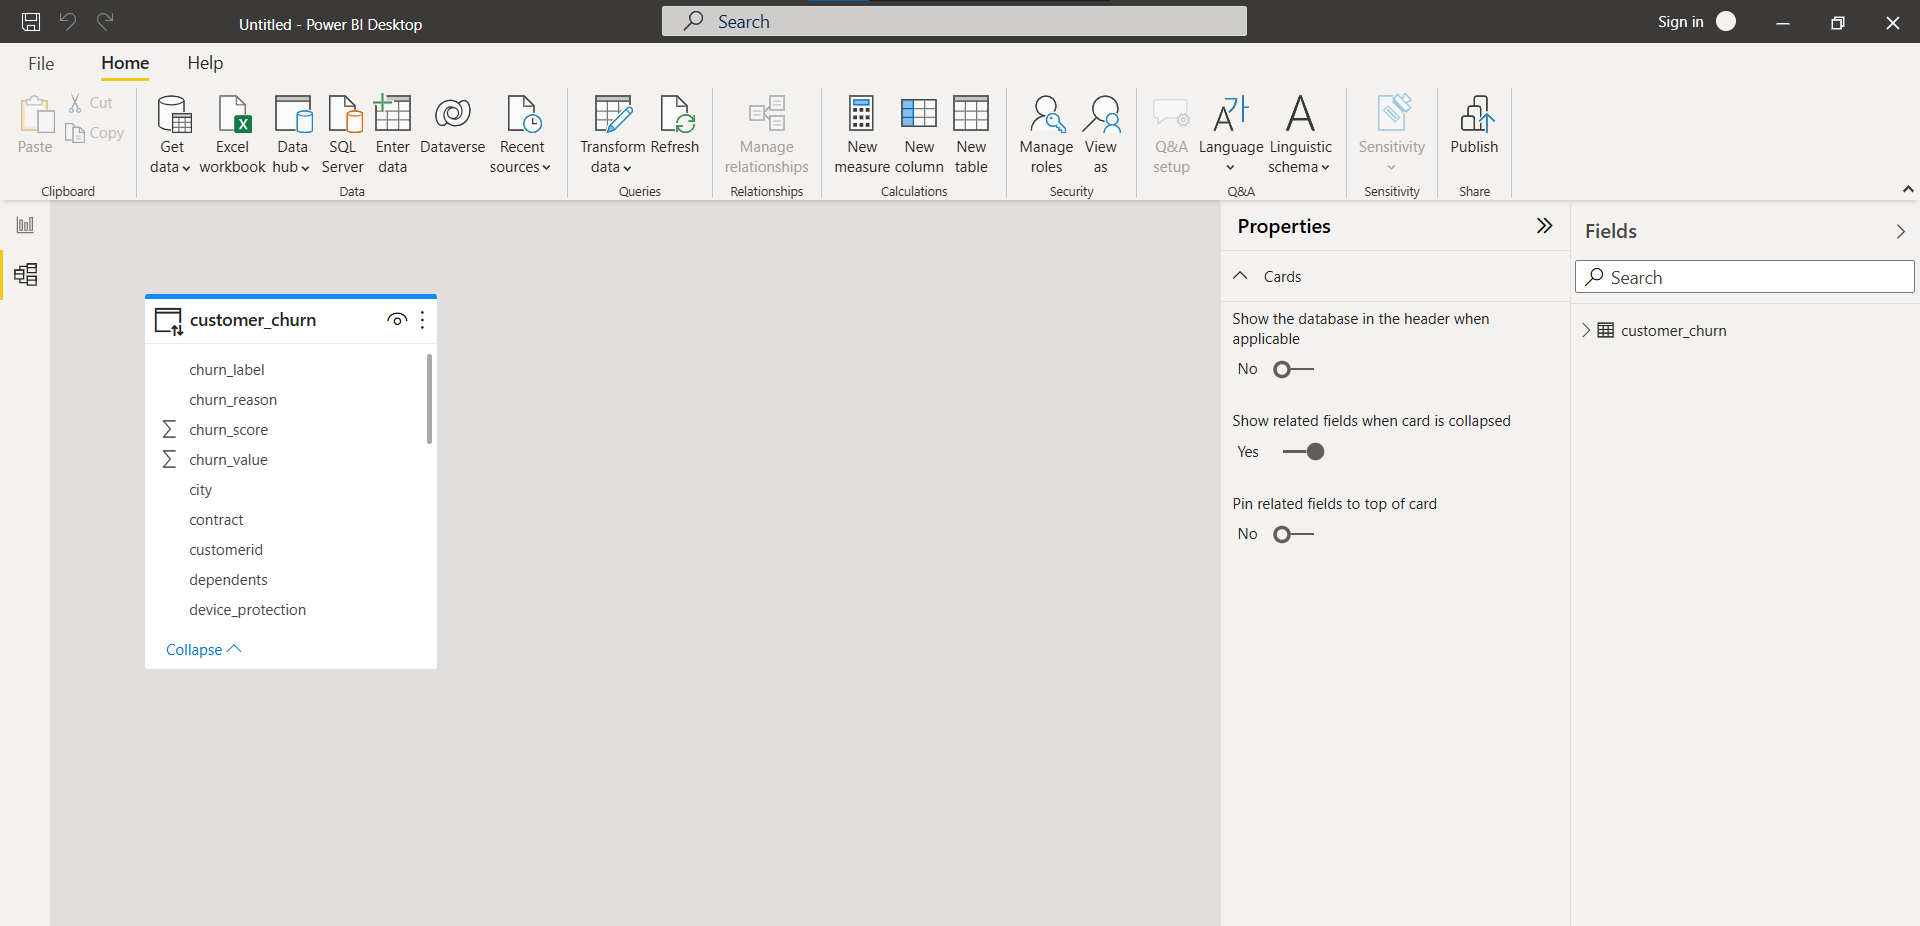 Untitled - Power BI Desktop
Search
Sign in
File
Home
Help
Paste
Cut
Copy
Clipboard
Get
data
Excel
workbook
Data
hub
SQL
Server
Enter
data
Dataverse
Recent
sources
Data
Transform
data
Refresh
Queries
Manage
relationships
Relationships
New
measure
New
column
New
table
Calculations
Manage
roles
View
as
Security
Q&A
setup
Language
Linguistic
schema
Q&A
Sensitivity
Sensitivity
Publish
Share
customer_churn
churn_label
churn_reason
churn_score
churn_value
city
contract
customerid
dependents
device_protection
Collapse
Properties
Cards
Show the database in the header when
applicable
No
Show related fields when card is collapsed
Yes
Pin related fields to top of card
No
Fields
Search
customer_churn